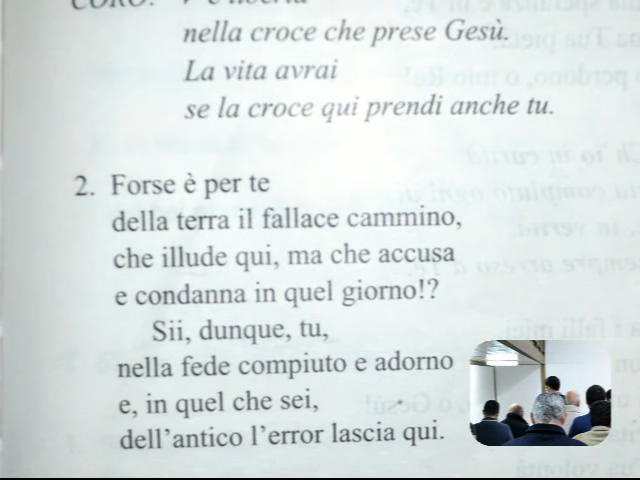 CORO:
nella croce che prese Gesù.
La vita avrai
se la croce qui prendi anche tu.
2. Forse è per te
della terra il fallace cammino,
che illude qui, ma che accusa
e condanna in quel giorno!?
Sii, dunque, tu,
nella fede compiuto e adorno
e, in quel che sei,
dell'antico l'error lascia qui.